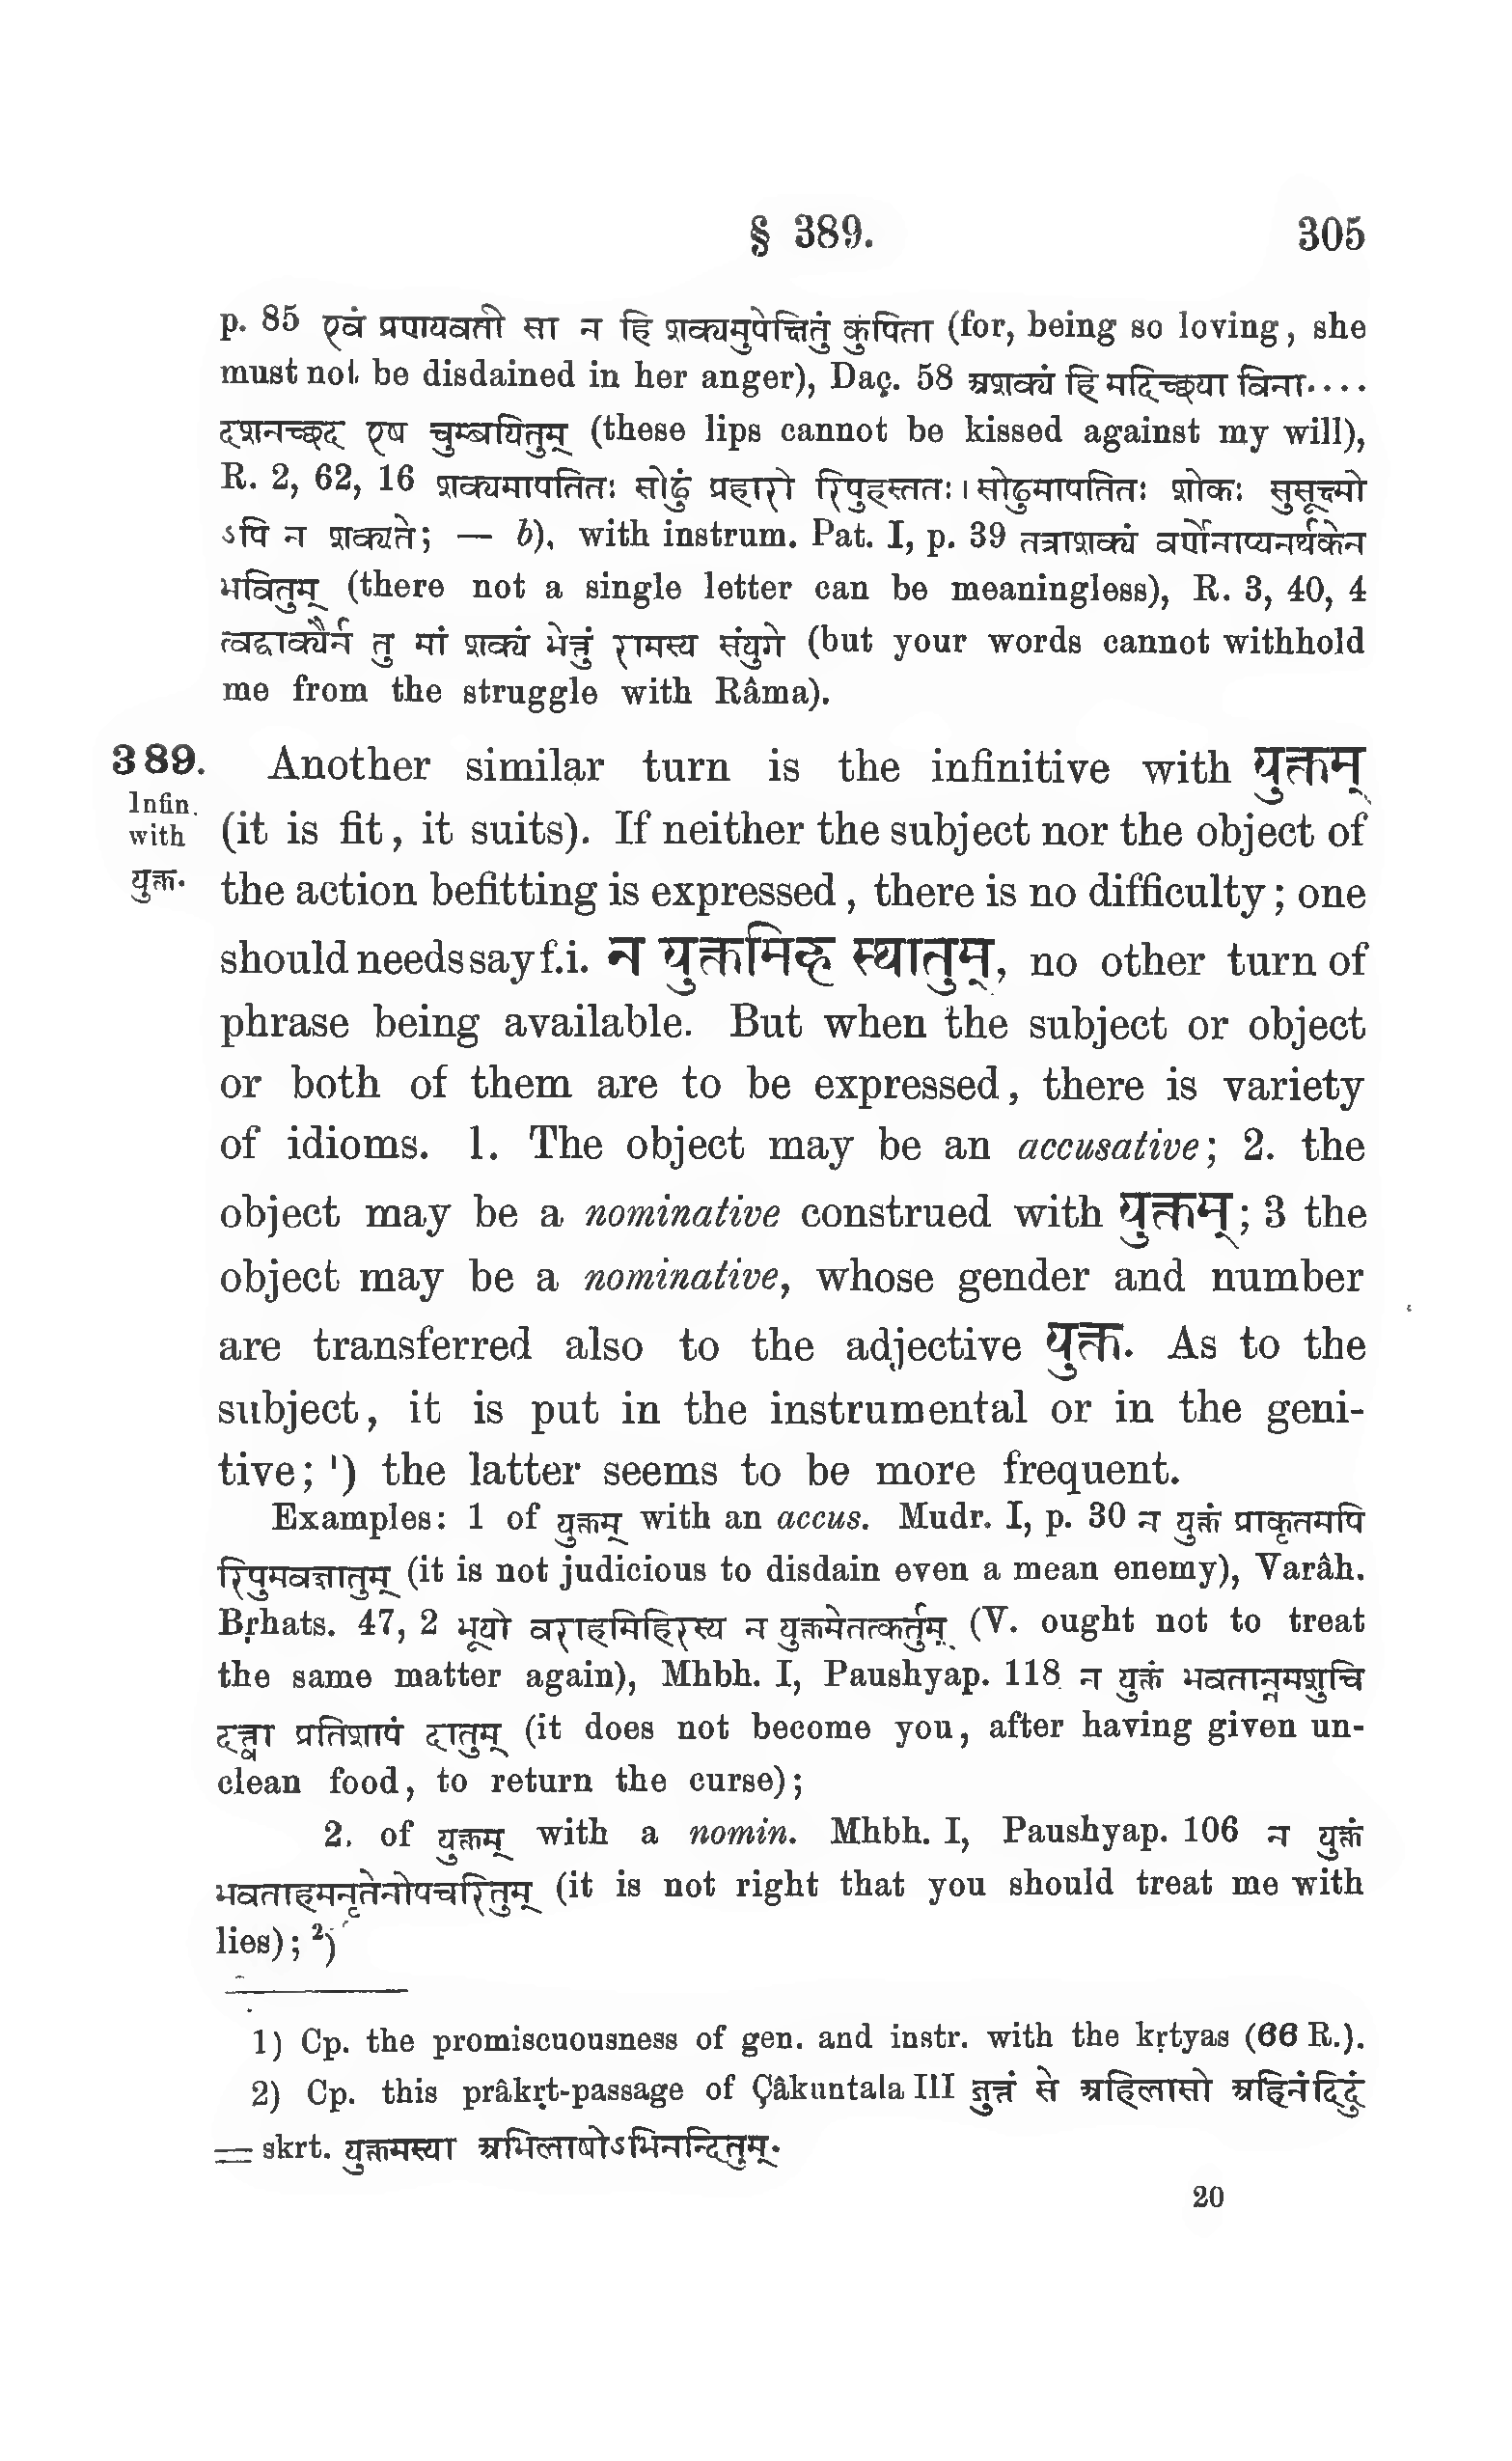 § 389. 305
p. 85 एवं प्रणयवती सा न हि शक्यमुपेक्षितुं कुपिता (for, being so loving, she
must not be disdained in her anger), Daç. 58 अशक्यं हि मदिच्छया विना....
दशनच्छद एष चुम्बयितुम् (these lips cannot be kissed against my will),
R. 2, 62, 16 शक्यमापतितः सोढुं प्रहारो रिपुहस्ततः । सोढुमापतितः शोकः सुसूक्ष्मो
ऽपि न शक्यते; — b), with instrum. Pat. I, p. 39 तत्राशक्यं वर्णेनाप्यनर्थकेन
भवितुम् (there not a single letter can be meaningless), R. 3, 40, 4
त्वद्वाक्यैर्न तु मां शक्यं भेत्तुं रामस्य संयुगे (but your words cannot withhold
me from the struggle with Râma).
389. Another similar turn is the infinitive with युक्तम्
Infin.
with (it is fit, it suits). If neither the subject nor the object of
युक्त. the action befitting is expressed, there is no difficulty; one
should needs say f.i. न युक्तमिह स्थातुम्, no other turn of
phrase being available. But when the subject or object
or both of them are to be expressed, there is variety
of idioms. 1. The object may be an accusative; 2. the
object may be a nominative construed with युक्तम्; 3 the
object may be a nominative, whose gender and number
are transferred also to the adjective युक्त. As to the
subject, it is put in the instrumental or in the geni-
tive; 1) the latter seems to be more frequent.
Examples: 1 of युक्तम् with an accus. Mudr. I, p. 30 न युक्तं प्राकृतमपि
रिपुमवज्ञातुम् (it is not judicious to disdain even a mean enemy), Varâh.
Bṛhats. 47, 2 भूयो वराहमिहिरस्य न युक्तमेतत्कर्तुम् (V. ought not to treat
the same matter again), Mhbh. I, Paushyap. 118 न युक्तं भवतान्नमशुचि
दत्त्वा प्रतिशापं दातुम् (it does not become you, after having given un-
clean food, to return the curse);
2. of युक्तम् with a nomin. Mhbh. I, Paushyap. 106 न युक्तं
भवताहमनृतेनोपचरितुम् (it is not right that you should treat me with
lies); 2)
1) Cp. the promiscuousness of gen. and instr. with the kṛtyas (66 R.).
2) Cp. this prâkṛt-passage of Çâkuntala III जुत्तं से अहिलासो अहिनंदिदुं
= skrt. युक्तमस्या अभिलाषोऽभिनन्दितुम्.
20